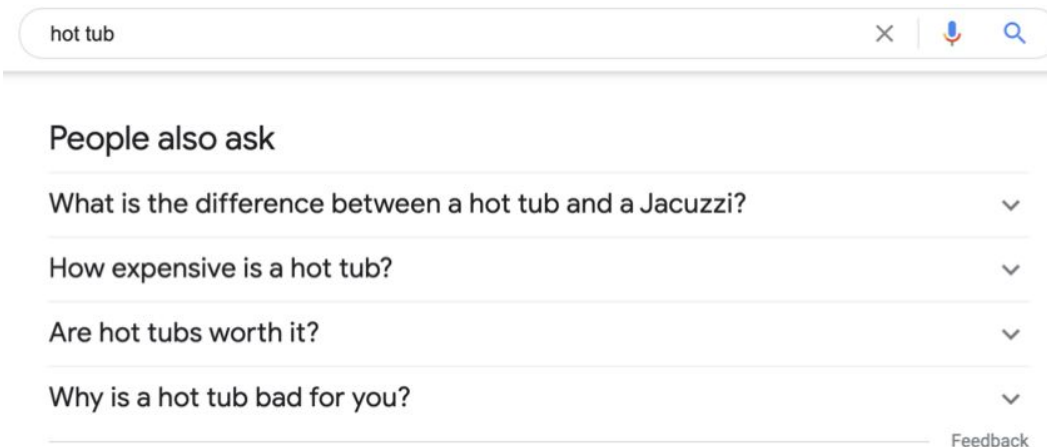 hot tub
People also ask
What is the difference between a hot tub and a Jacuzzi?
How expensive is a hot tub?
Are hot tubs worth it?
Why is a hot tub bad for you?
Feedback